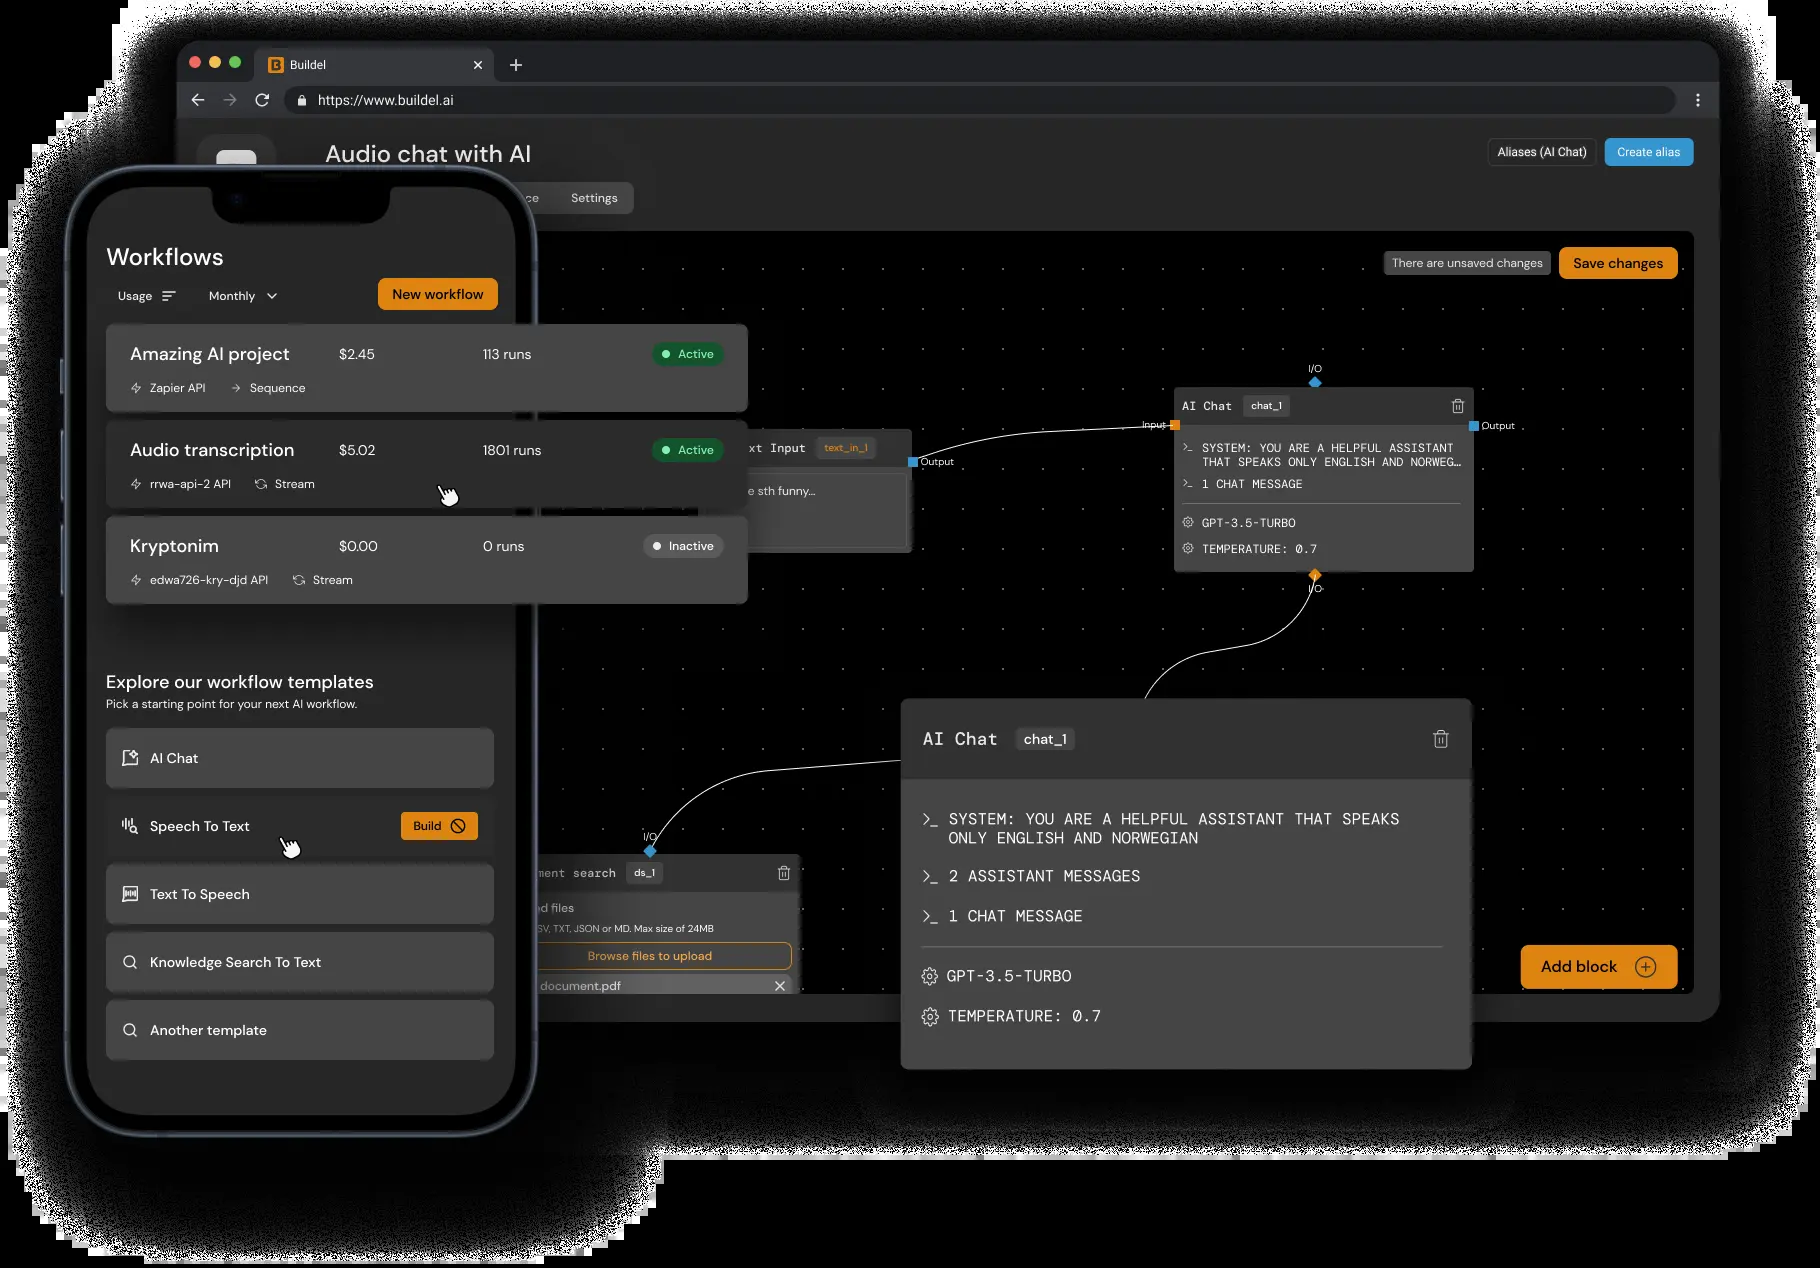 Buildel
https://www.buildel.ai
Audio chat with AI
Aliases (AI Chat)
Create alias
Settings
There are unsaved changes
Save changes
Workflows
Usage
Monthly
New workflow
Amazing AI project
$2.45
113 runs
Active
Zapier API
Sequence
Audio transcription
$5.02
1801 runs
Active
rrwa-api-2 API
Stream
Kryptonim
$0.00
0 runs
Inactive
edwa726-kry-djd API
Stream
Explore our workflow templates
Pick a starting point for your next AI workflow.
AI Chat
Speech To Text
Build
Text To Speech
Knowledge Search To Text
Another template
xt Input
text_in_1
Output
e sth funny...
I/O
AI Chat
chat_1
Input
Output
>_ SYSTEM: YOU ARE A HELPFUL ASSISTANT
THAT SPEAKS ONLY ENGLISH AND NORWEG…
>_ 1 CHAT MESSAGE
GPT-3.5-TURBO
TEMPERATURE: 0.7
I/O
I/O
ment search
ds_1
ed files
SV, TXT, JSON or MD. Max size of 24MB
Browse files to upload
document.pdf
AI Chat
chat_1
>_ SYSTEM: YOU ARE A HELPFUL ASSISTANT THAT SPEAKS
ONLY ENGLISH AND NORWEGIAN
>_ 2 ASSISTANT MESSAGES
>_ 1 CHAT MESSAGE
GPT-3.5-TURBO
TEMPERATURE: 0.7
Add block